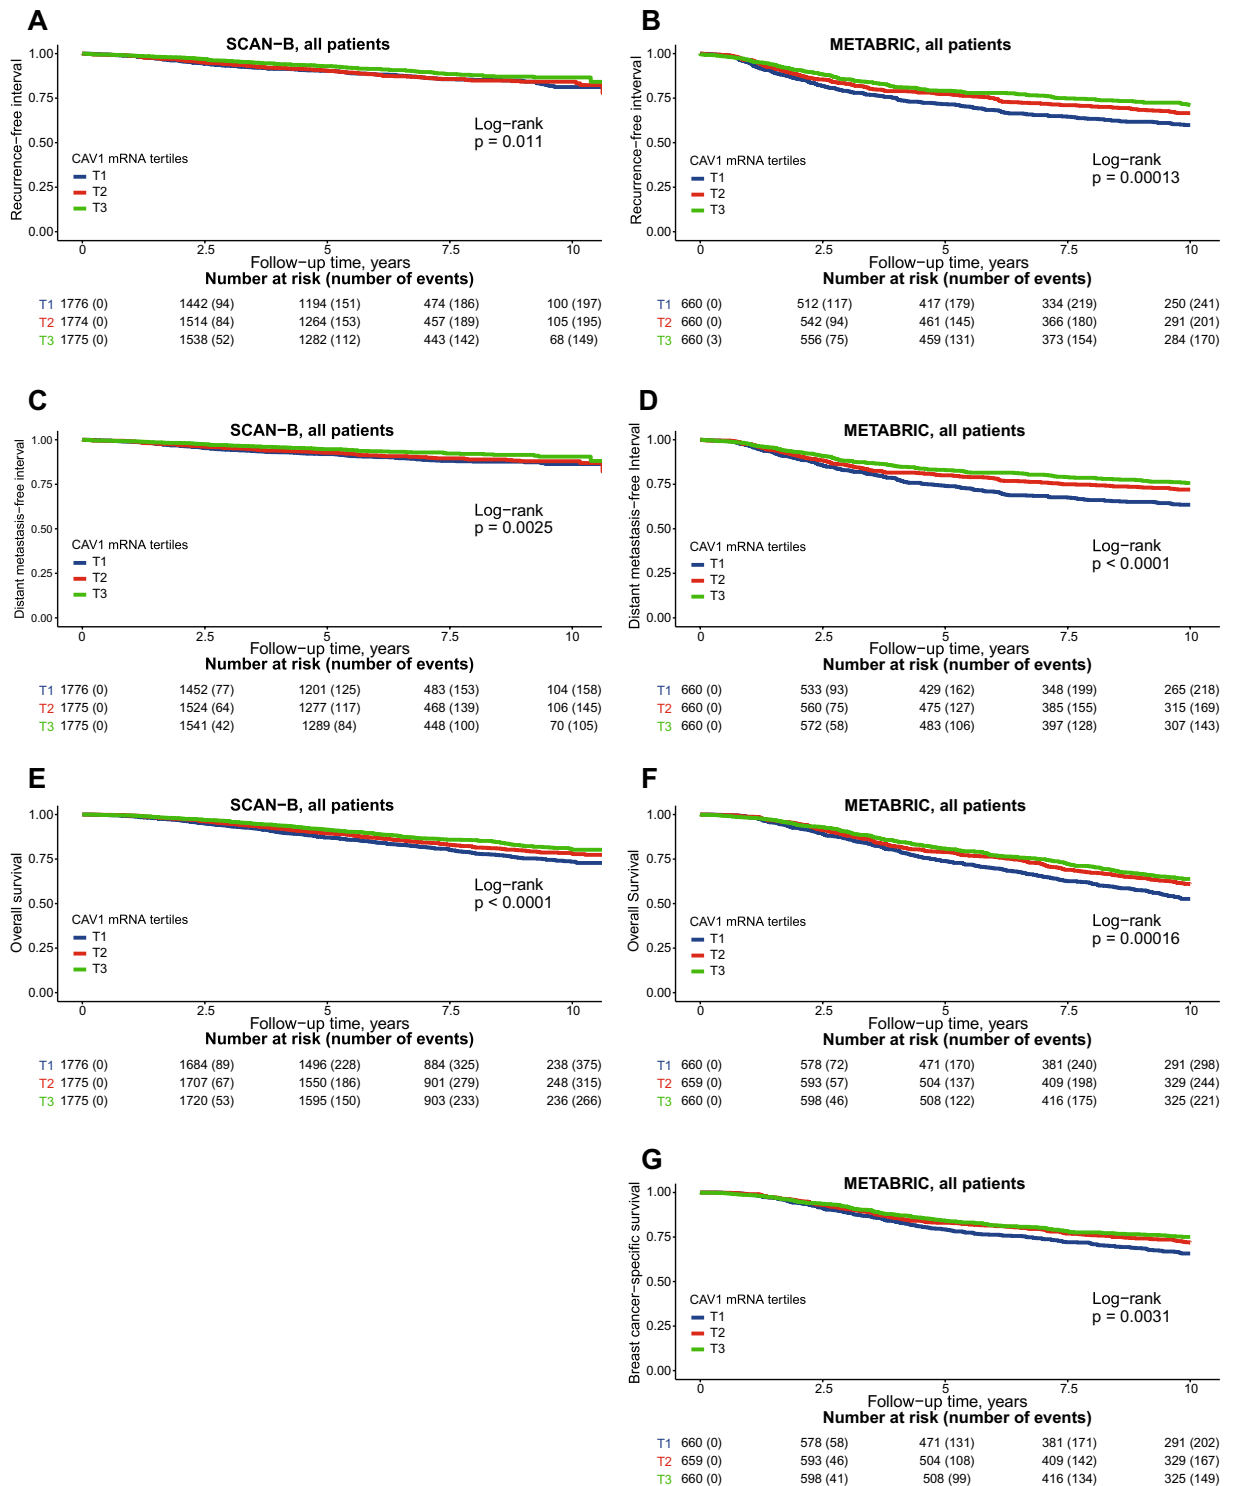 A
SCAN−B, all patients
Recurrence−free interval
1.00
0.75
0.50
0.25
0.00
Log−rank
p = 0.011
CAV1 mRNA tertiles
T1
T2
T3
0 2.5 5 7.5 10
Follow−up time, years
Number at risk (number of events)
T1 1776 (0) 1442 (94) 1194 (151) 474 (186) 100 (197)
T2 1774 (0) 1514 (84) 1264 (153) 457 (189) 105 (195)
T3 1775 (0) 1538 (52) 1282 (112) 443 (142) 68 (149)
B
METABRIC, all patients
Recurrence−free intverval
1.00
0.75
0.50
0.25
0.00
Log−rank
p = 0.00013
CAV1 mRNA tertiles
T1
T2
T3
0 2.5 5 7.5 10
Follow−up time, years
Number at risk (number of events)
T1 660 (0) 512 (117) 417 (179) 334 (219) 250 (241)
T2 660 (0) 542 (94) 461 (145) 366 (180) 291 (201)
T3 660 (3) 556 (75) 459 (131) 373 (154) 284 (170)
C
SCAN−B, all patients
Distant metastasis−free interval
1.00
0.75
0.50
0.25
0.00
Log−rank
p = 0.0025
CAV1 mRNA tertiles
T1
T2
T3
0 2.5 5 7.5 10
Follow−up time, years
Number at risk (number of events)
T1 1776 (0) 1452 (77) 1201 (125) 483 (153) 104 (158)
T2 1775 (0) 1524 (64) 1277 (117) 468 (139) 106 (145)
T3 1775 (0) 1541 (42) 1289 (84) 448 (100) 70 (105)
D
METABRIC, all patients
Distant metastasis−free Interval
1.00
0.75
0.50
0.25
0.00
Log−rank
p < 0.0001
CAV1 mRNA tertiles
T1
T2
T3
0 2.5 5 7.5 10
Follow−up time, years
Number at risk (number of events)
T1 660 (0) 533 (93) 429 (162) 348 (199) 265 (218)
T2 660 (0) 560 (75) 475 (127) 385 (155) 315 (169)
T3 660 (0) 572 (58) 483 (106) 397 (128) 307 (143)
E
SCAN−B, all patients
Overall survival
1.00
0.75
0.50
0.25
0.00
Log−rank
p < 0.0001
CAV1 mRNA tertiles
T1
T2
T3
0 2.5 5 7.5 10
Follow−up time, years
Number at risk (number of events)
T1 1776 (0) 1684 (89) 1496 (228) 884 (325) 238 (375)
T2 1775 (0) 1707 (67) 1550 (186) 901 (279) 248 (315)
T3 1775 (0) 1720 (53) 1595 (150) 903 (233) 236 (266)
F
METABRIC, all patients
Overall Survival
1.00
0.75
0.50
0.25
0.00
Log−rank
p = 0.00016
CAV1 mRNA tertiles
T1
T2
T3
0 2.5 5 7.5 10
Follow−up time, years
Number at risk (number of events)
T1 660 (0) 578 (72) 471 (170) 381 (240) 291 (298)
T2 659 (0) 593 (57) 504 (137) 409 (198) 329 (244)
T3 660 (0) 598 (46) 508 (122) 416 (175) 325 (221)
G
METABRIC, all patients
Breast cancer−specific survival
1.00
0.75
0.50
0.25
0.00
Log−rank
p = 0.0031
CAV1 mRNA tertiles
T1
T2
T3
0 2.5 5 7.5 10
Follow−up time, years
Number at risk (number of events)
T1 660 (0) 578 (58) 471 (131) 381 (171) 291 (202)
T2 659 (0) 593 (46) 504 (108) 409 (142) 329 (167)
T3 660 (0) 598 (41) 508 (99) 416 (134) 325 (149)